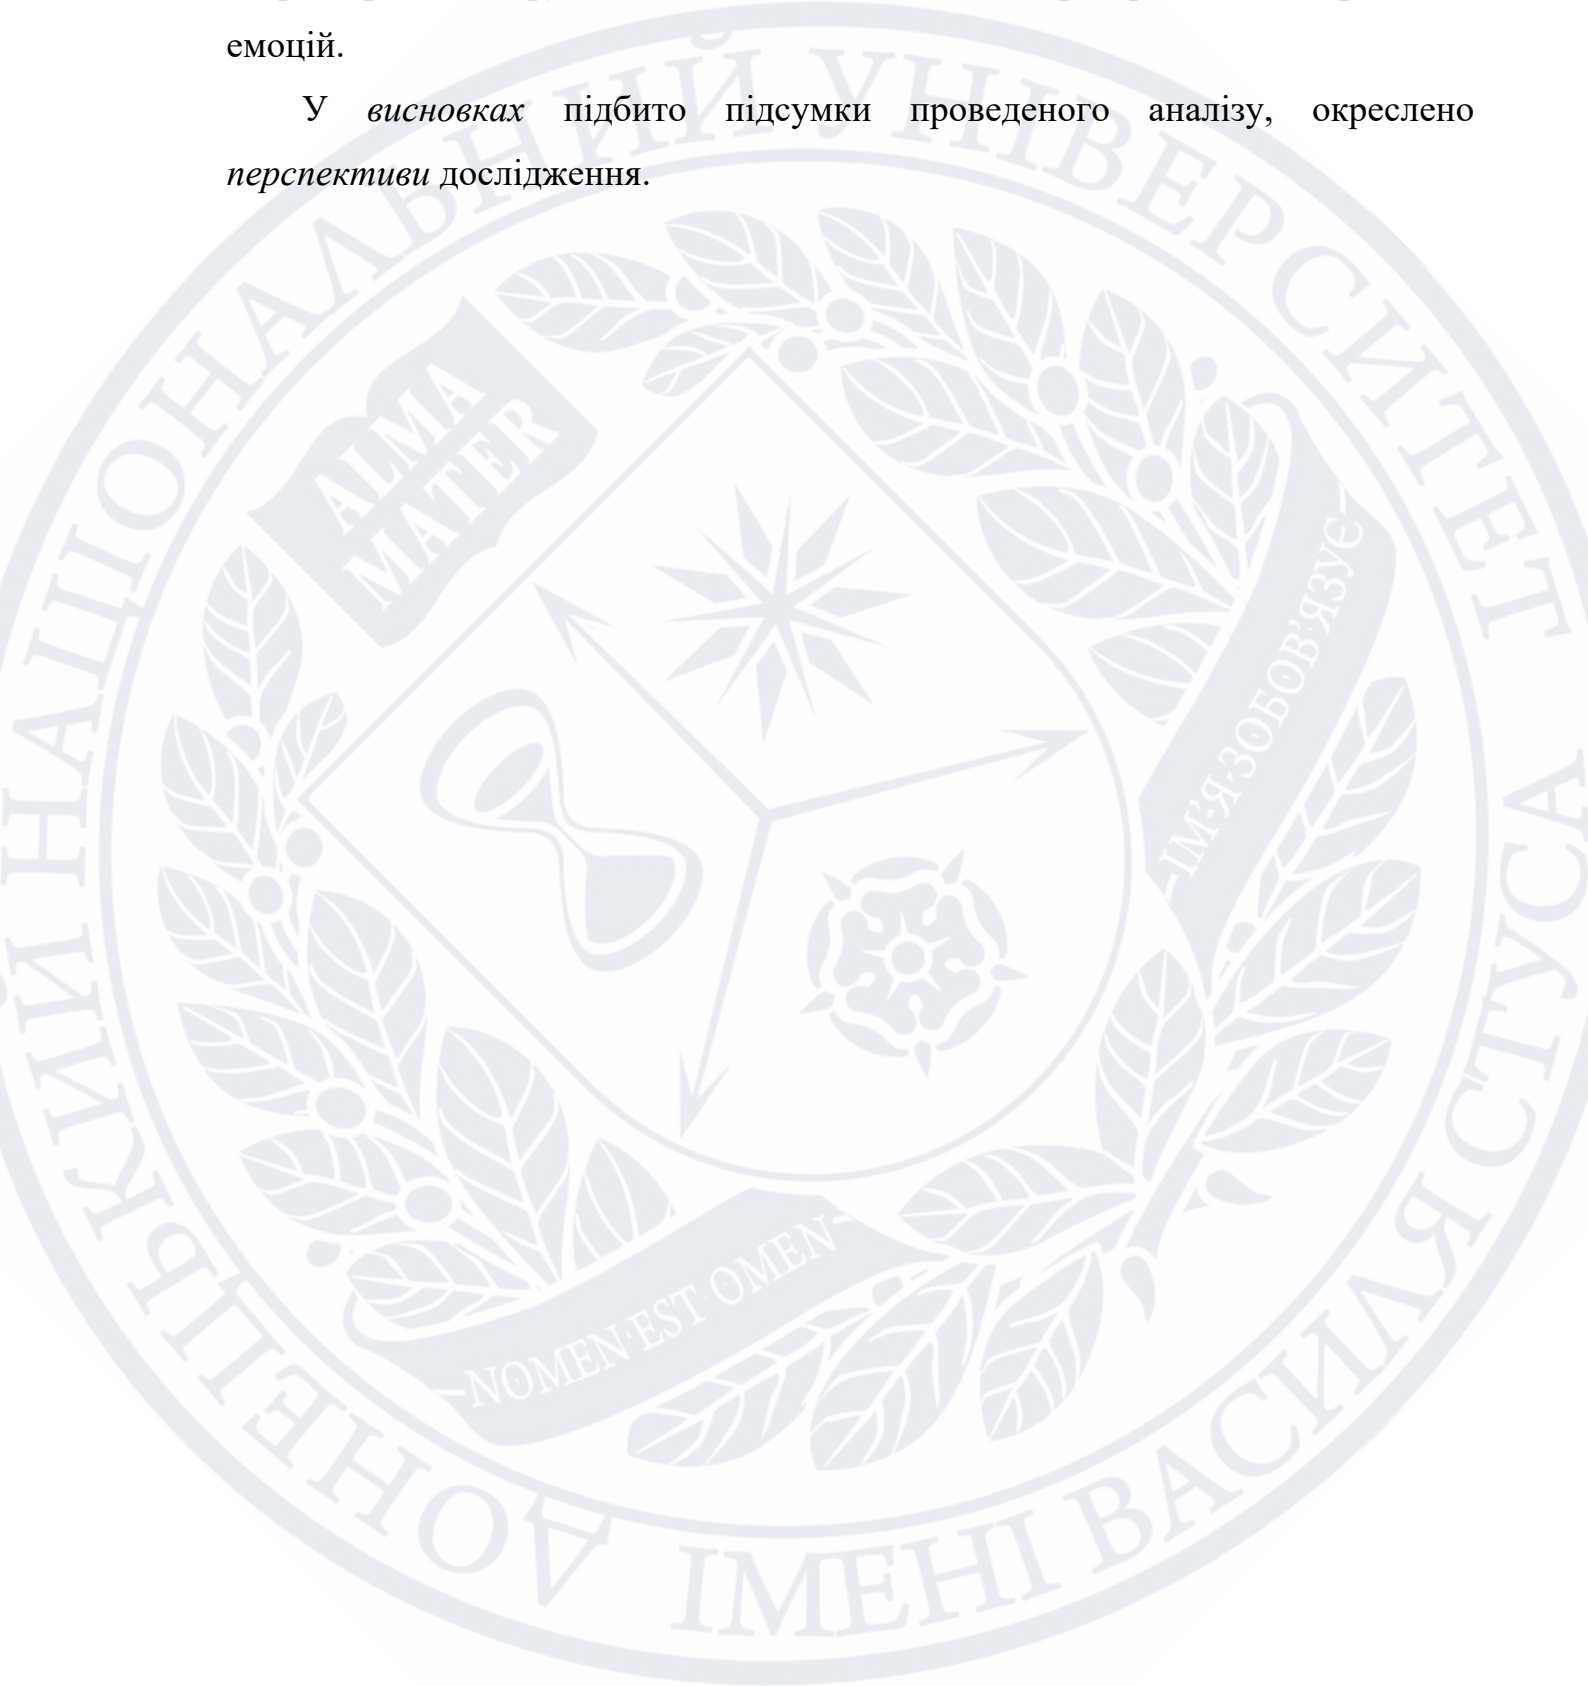 емоцій.
У висновках підбито підсумки проведеного аналізу, окреслено
перспективи дослідження.
ДОНЕЦЬКИЙ НАЦІОНАЛЬНИЙ УНІВЕРСИТЕТ
ІМЕНІ ВАСИЛЯ СТУСА
ALMA
MATER
ІМ'Я ЗОБОВ'ЯЗУЄ
NOMEN EST OMEN